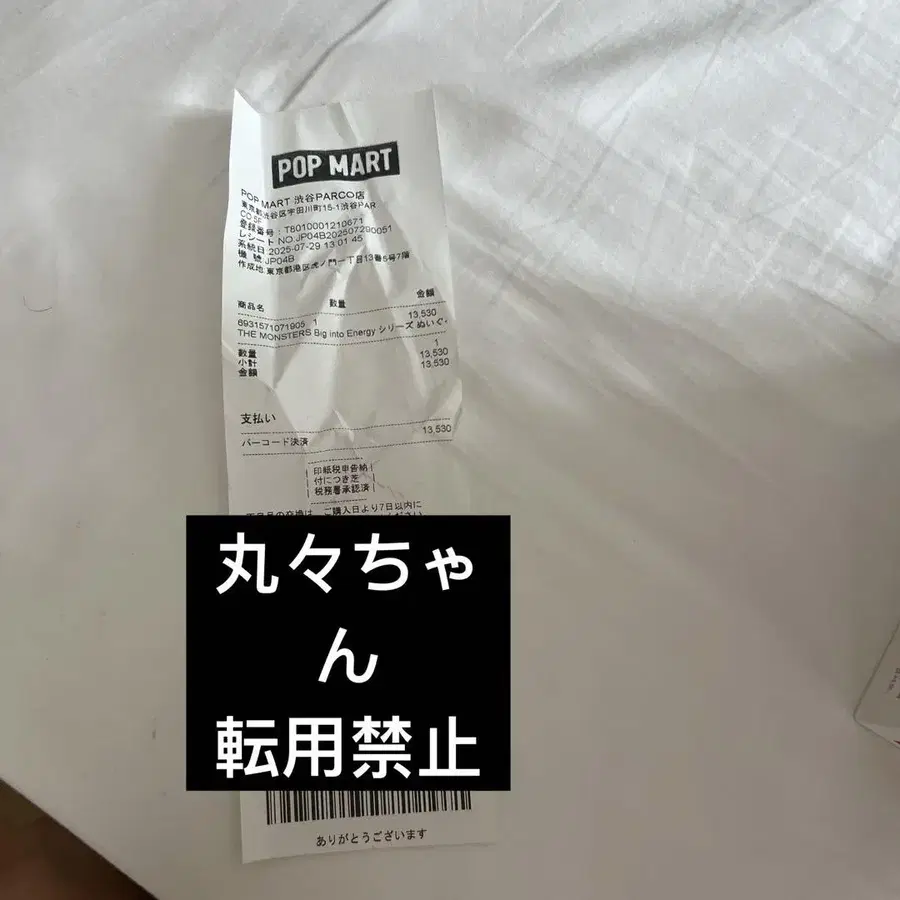 POP MART
POP MART 渋谷PARCO店
東京都渋谷区宇田川町15-1渋谷PAR
CO 5F
登録番号：T8010001210671
レシート NO.JP04B202507290051
系統日:2025-07-29 13 01 45
機 號:JP04B
作成地:東京都港区虎ノ門一丁目13番5号7階
商品名 数量 金額
6931571071905 1 13,530
THE MONSTERS Big into Energy シリーズ ぬいぐ
数量 1
小計 13,530
金額 13,530
支払い
バーコード決済 13,530
印紙税申告納
付につき芝
税務署承認済
ご購入日より7日以内に
丸々ちゃ
ん
転用禁止
ありがとうございます